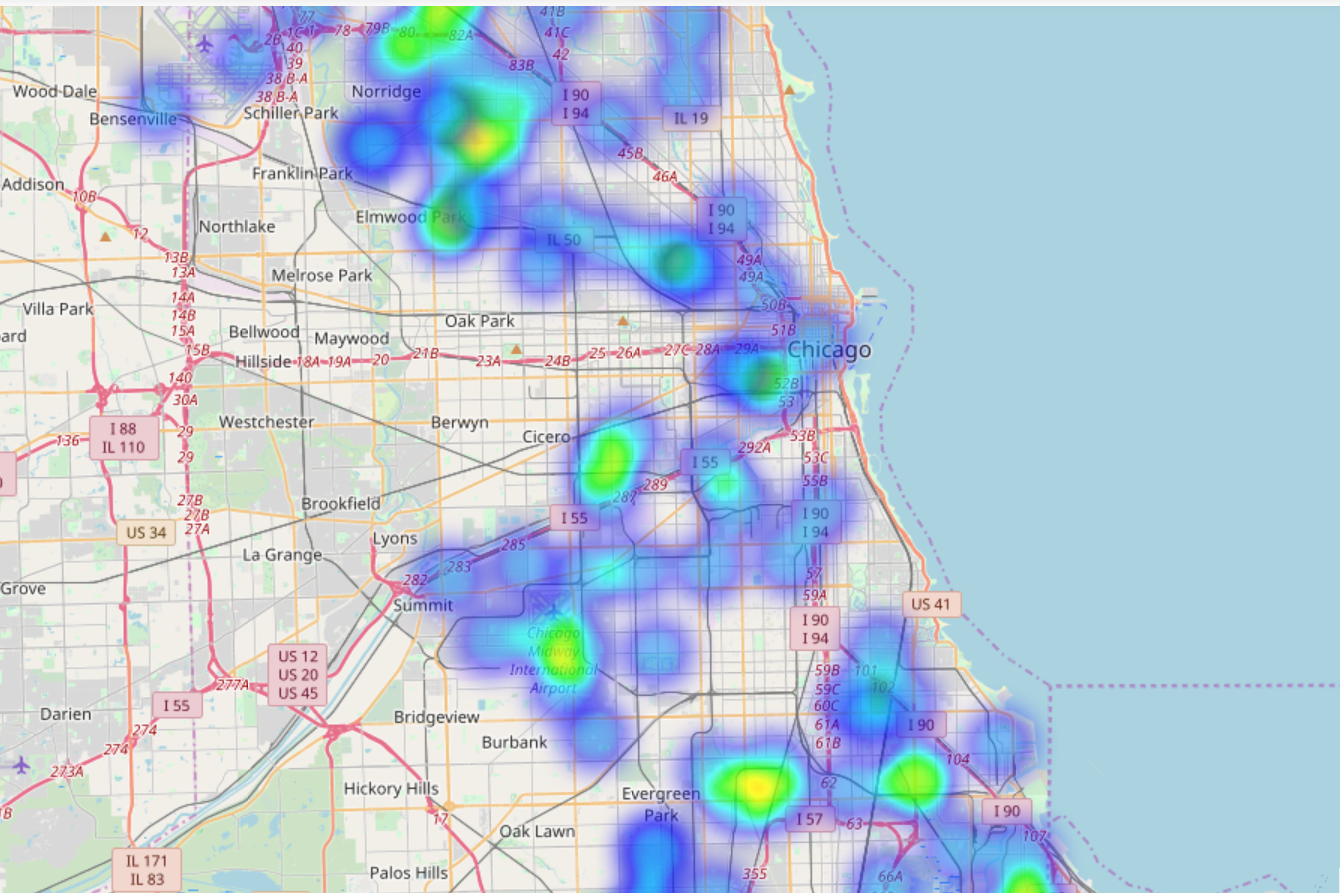 41B
77
1C
1
78
79B
80
82A
2B
41C
40
42
39
83B
38 B-A
Wood Dale
Norridge
38 B-A
I 90
I 94
Bensenville
Schiller Park
IL 19
45B
Franklin Park
46A
Addison
10B
Elmwood Park
I 90
I 94
Northlake
12
IL 50
13B
49A
13A
Melrose Park
49A
14A
Villa Park
50B
14B
Oak Park
15A
Bellwood
51B
ard
Maywood
15B
Hillside
18A
19A
20
21B
23A
24B
25
26A
27C
28A
29A
Chicago
140
52B
30A
53
Westchester
Berwyn
I 88
IL 110
29
Cicero
53B
136
292A
29
53C
I 55
55B
289
287
27B
Brookfield
27B
I 90
I 94
27A
I 55
US 34
Lyons
285
La Grange
283
57
282
Grove
59A
Summit
US 41
I 90
I 94
Chicago
Midway
International
Airport
US 12
US 20
US 45
101
59B
277A
59C
102
I 55
60C
Darien
Bridgeview
61A
I 90
274
Burbank
61B
274
104
273A
62
Hickory Hills
Evergreen
Park
I 90
1B
17
I 57
63
Oak Lawn
107
IL 171
IL 83
Palos Hills
355
66A